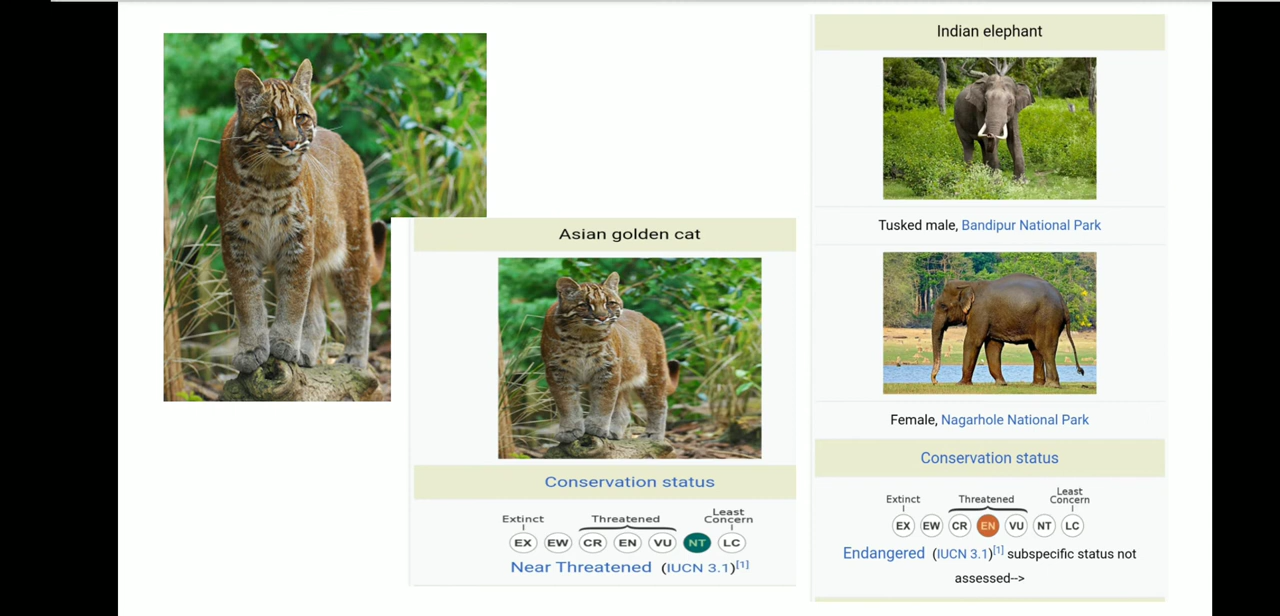 Asian golden cat
Conservation status
Extinct
Threatened
Least
Concern
EX EW CR EN VU NT LC
Near Threatened (IUCN 3.1)[1]
Indian elephant
Tusked male, Bandipur National Park
Female, Nagarhole National Park
Conservation status
Extinct
Threatened
Least
Concern
EX EW CR EN VU NT LC
Endangered (IUCN 3.1)[1] subspecific status not
assessed-->